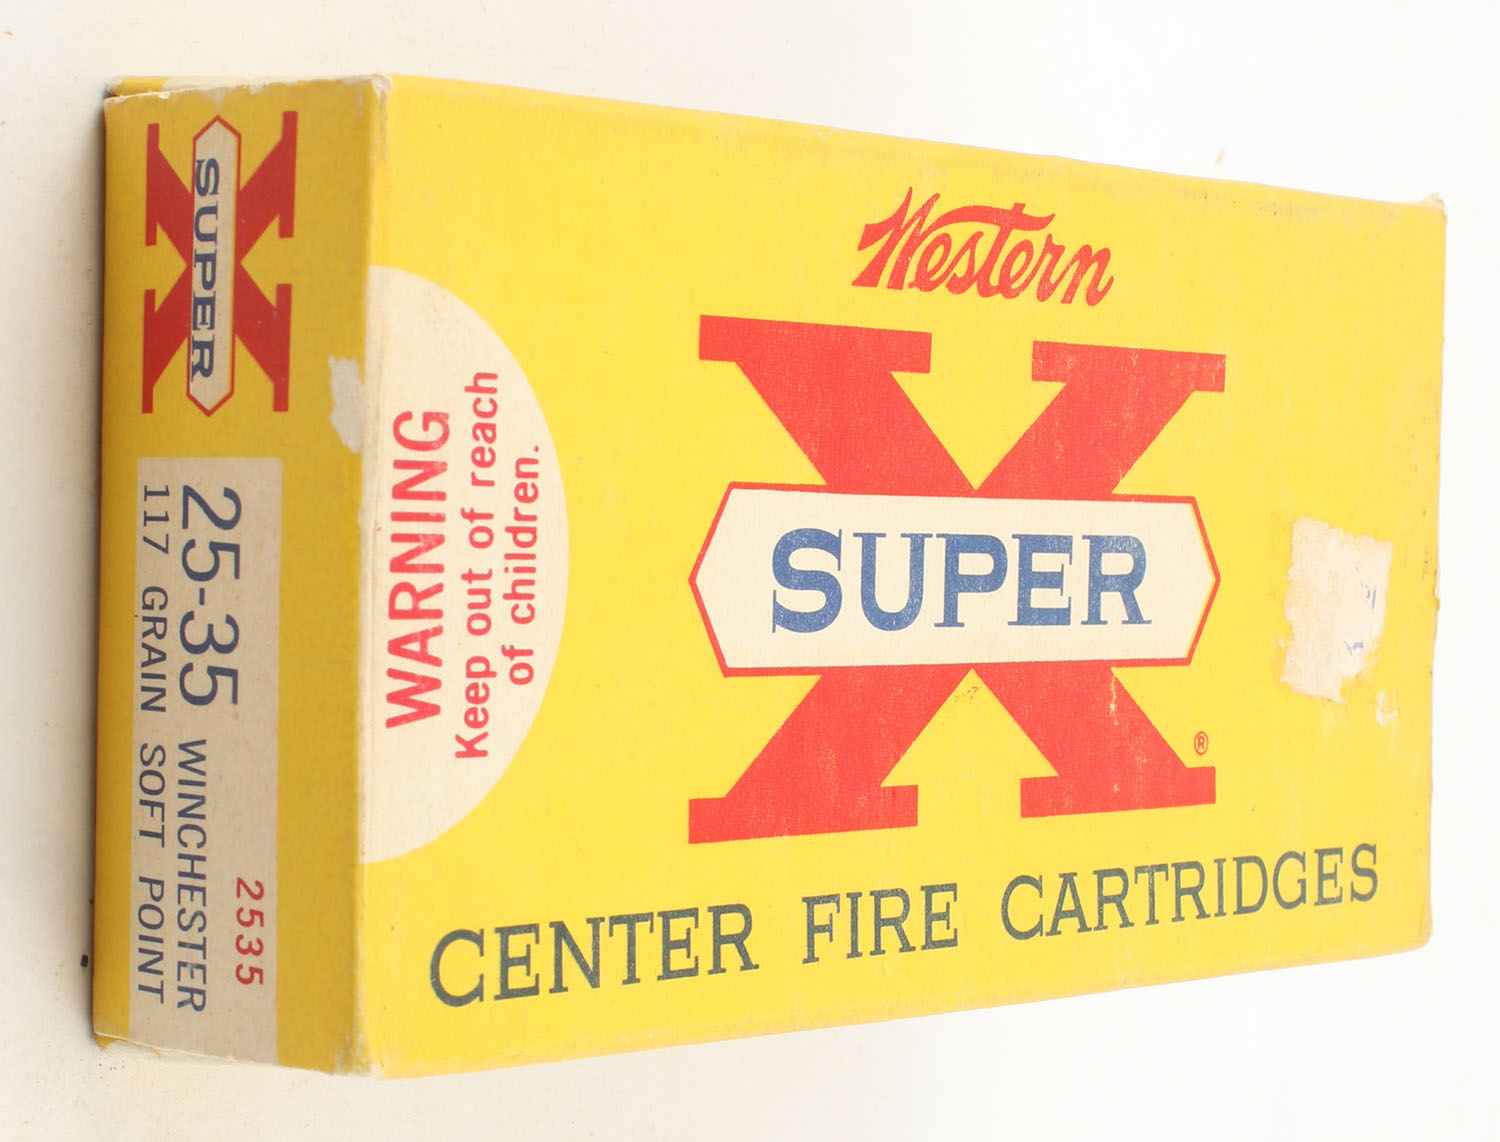 Western
X
SUPER
®
CENTER FIRE CARTRIDGES
WARNING
Keep out of reach
of children.
X
SUPER
2535
25-35 WINCHESTER
117 GRAIN SOFT POINT